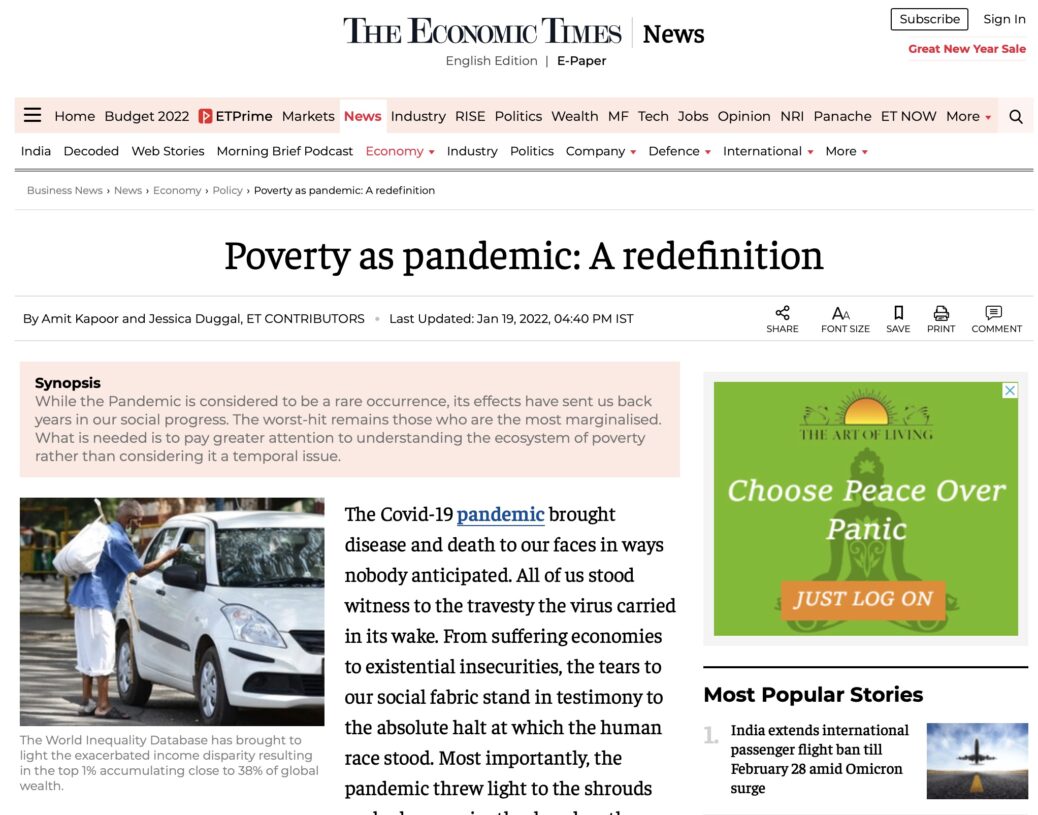 THE ECONOMIC TIMES | News
English Edition | E-Paper
Subscribe Sign In
Great New Year Sale
Home Budget 2022 ETPrime Markets News Industry RISE Politics Wealth MF Tech Jobs Opinion NRI Panache ET NOW More
India Decoded Web Stories Morning Brief Podcast Economy Industry Politics Company Defence International More
Business News › News › Economy › Policy › Poverty as pandemic: A redefinition
Poverty as pandemic: A redefinition
By Amit Kapoor and Jessica Duggal, ET CONTRIBUTORS • Last Updated: Jan 19, 2022, 04:40 PM IST
SHARE FONT SIZE SAVE PRINT COMMENT
Synopsis
While the Pandemic is considered to be a rare occurrence, its effects have sent us back
years in our social progress. The worst-hit remains those who are the most marginalised.
What is needed is to pay greater attention to understanding the ecosystem of poverty
rather than considering it a temporal issue.
The World Inequality Database has brought to
light the exacerbated income disparity resulting
in the top 1% accumulating close to 38% of global
wealth.
The Covid-19 pandemic brought
disease and death to our faces in ways
nobody anticipated. All of us stood
witness to the travesty the virus carried
in its wake. From suffering economies
to existential insecurities, the tears to
our social fabric stand in testimony to
the absolute halt at which the human
race stood. Most importantly, the
pandemic threw light to the shrouds
THE ART OF LIVING
Choose Peace Over
Panic
JUST LOG ON
Most Popular Stories
1.
India extends international
passenger flight ban till
February 28 amid Omicron
surge